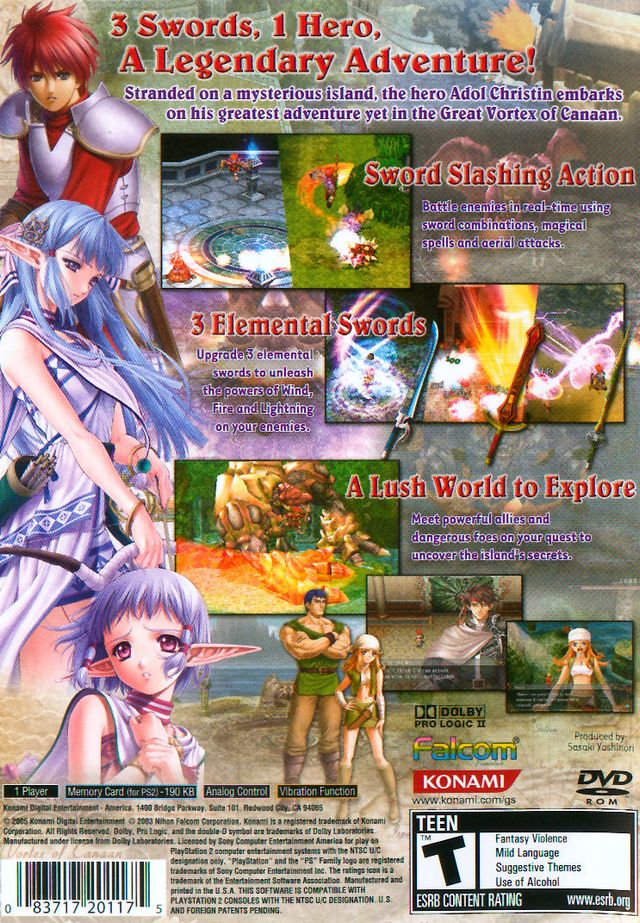 3 Swords, 1 Hero,
A Legendary Adventure!
Stranded on a mysterious island, the hero Adol Christin embarks
on his greatest adventure yet in the Great Vortex of Canaan.
Sword Slashing Action
Battle enemies in real-time using
sword combinations, magical
spells and aerial attacks.
3 Elemental Swords
Upgrade 3 elemental
swords to unleash
the powers of Wind,
Fire and Lightning
on your enemies.
A Lush World to Explore
Meet powerful allies and
dangerous foes on your quest to
uncover the island's secrets.
DOLBY
PRO LOGIC II
Falcom
Produced by
Sasaki Yoshinori
KONAMI
www.konami.com/gs
DVD
ROM
1 Player
Memory Card (for PS2)-190 KB
Analog Control
Vibration Function
Konami Digital Entertainment - America, 1400 Bridge Parkway, Suite 101, Redwood City, CA 94065
© 2005 Konami Digital Entertainment © 2003 Nihon Falcom Corporation. Konami is a registered trademark of Konami
Corporation. All Rights Reserved. Dolby, Pro Logic, and the double-D symbol are trademarks of Dolby Laboratories.
Manufactured under license from Dolby Laboratories. Licensed by Sony Computer Entertainment America for play on
PlayStation 2 computer entertainment systems with the NTSC U/C
designation only. "PlayStation" and the "PS" Family logo are registered
trademarks of Sony Computer Entertainment Inc. The ratings icon is a
trademark of the Entertainment Software Association. Manufactured and
printed in the U.S.A. THIS SOFTWARE IS COMPATIBLE WITH
PLAYSTATION 2 CONSOLES WITH THE NTSC U/C DESIGNATION. U.S.
AND FOREIGN PATENTS PENDING.
Vortex of Canaan
0 83717 20117 5
TEEN
T
Fantasy Violence
Mild Language
Suggestive Themes
Use of Alcohol
ESRB CONTENT RATING
www.esrb.org